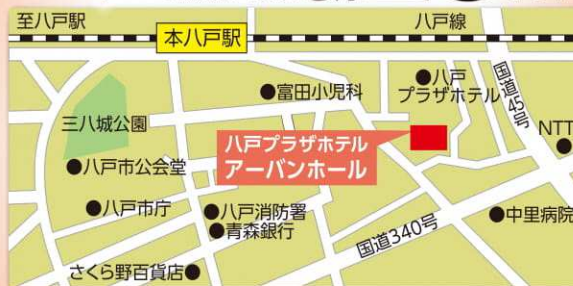 至八戸駅
八戸線
本八戸駅
富田小児科
八戸
プラザホテル
国道45号
三八城公園
八戸プラザホテル
アーバンホール
NTT
八戸市公会堂
八戸市庁
八戸消防署
青森銀行
中里病院
国道340号
さくら野百貨店